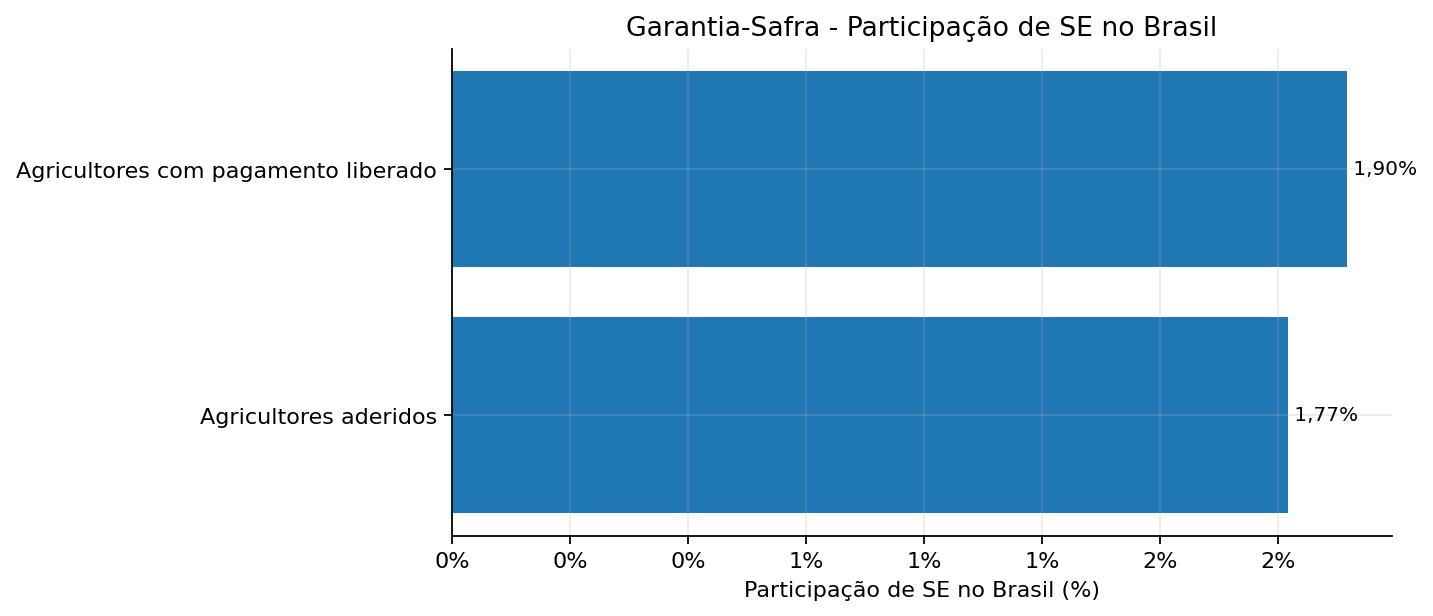 Garantia-Safra - Participação de SE no Brasil
Agricultores com pagamento liberado
1,90%
Agricultores aderidos
1,77%
0% 0% 0% 1% 1% 1% 2% 2%
Participação de SE no Brasil (%)